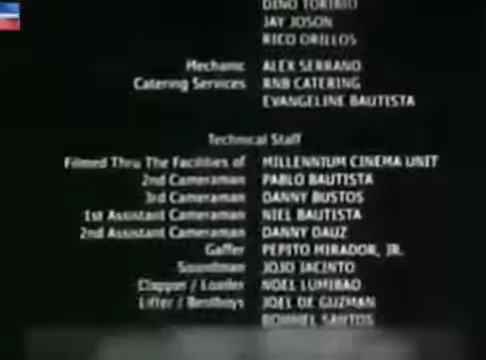 DINO TORIBIO
JAY JOSON
RICO ORILLOS
Mechanic ALEX SERRANO
Catering Services RNB CATERING
EVANGELINE BAUTISTA
Technical Staff
Filmed Thru The Facilities of MILLENNIUM CINEMA UNIT
2nd Cameraman PABLO BAUTISTA
3rd Cameraman DANNY BUSTOS
1st Assistant Cameraman NIEL BAUTISTA
2nd Assistant Cameraman DANNY DAUZ
Gaffer PEPITO MIRADOR, JR.
Soundman JOJO JACINTO
Clapper / Loader NOEL LUMIBAO
Lifter / Bestboys JOEL DE GUZMAN
ROMMEL SANTOS